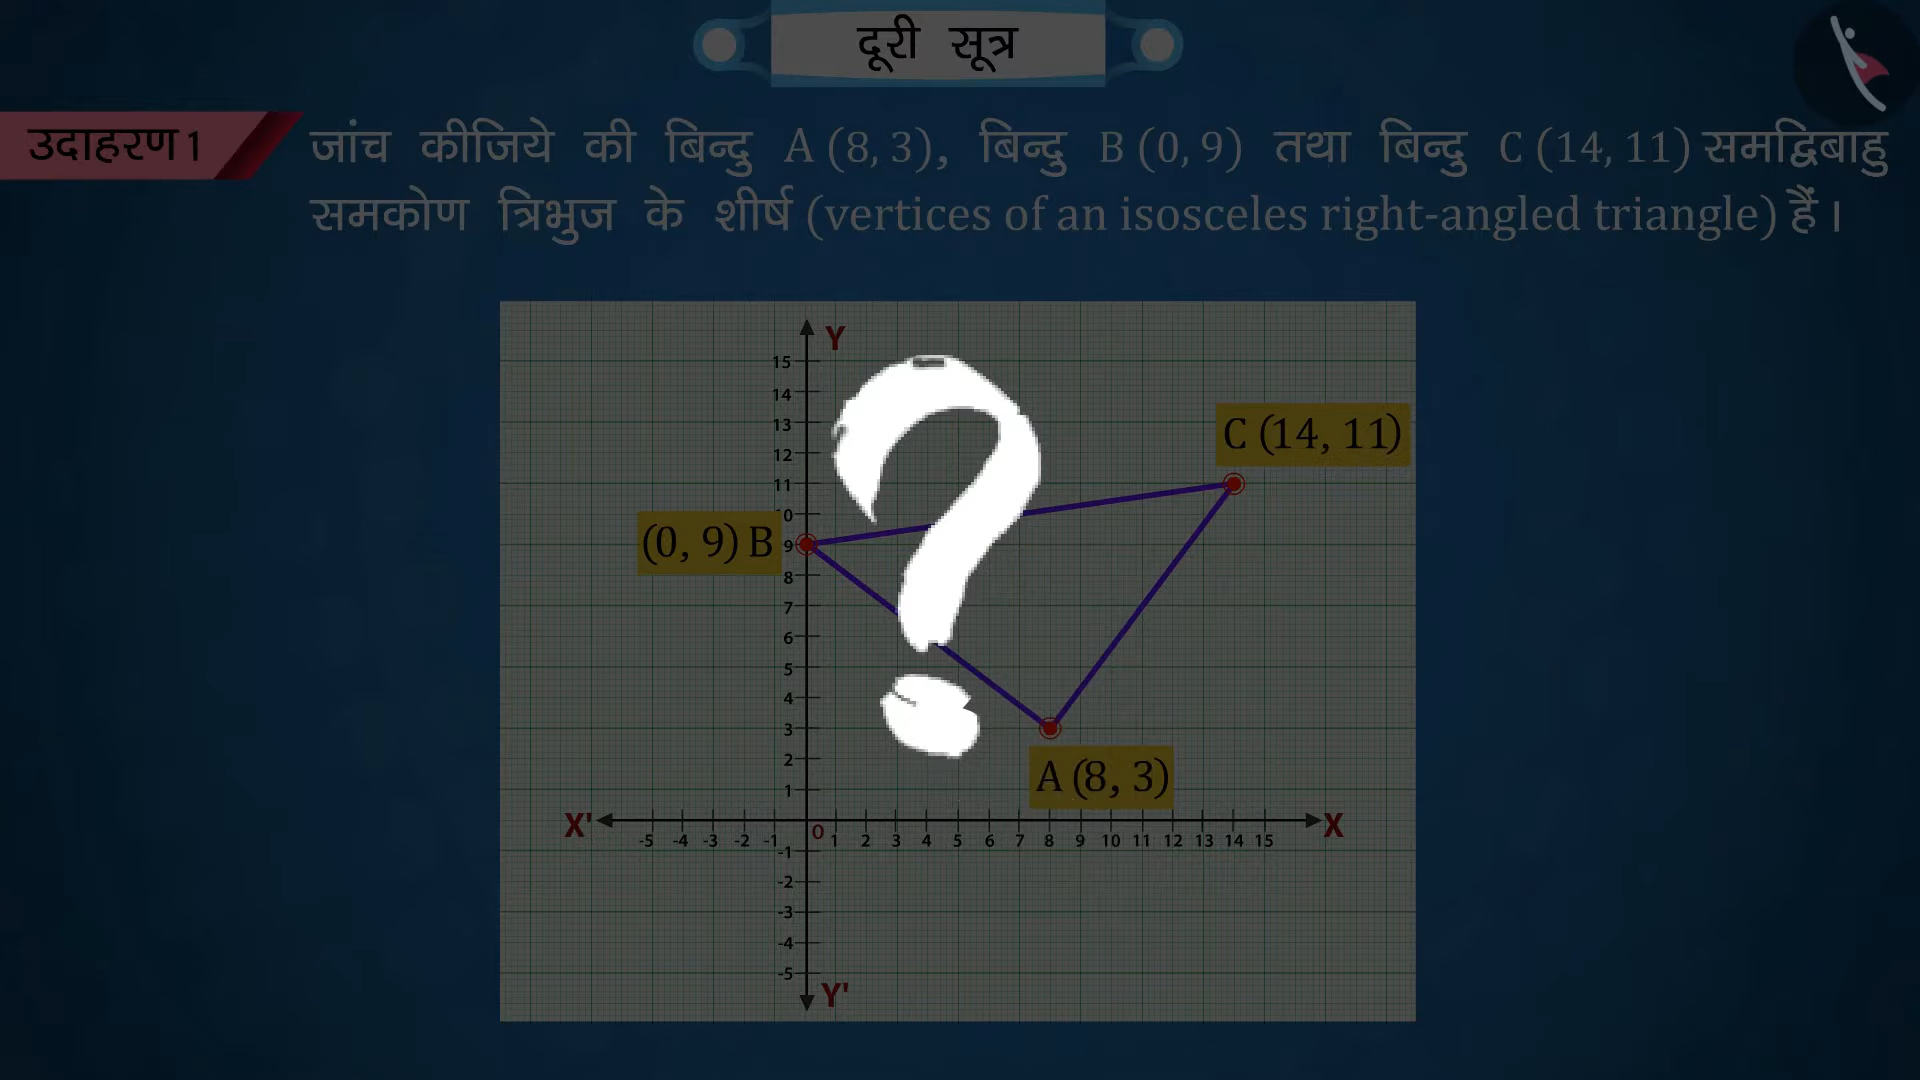 दूरी सूत्र
उदाहरण 1
जांच कीजिये की बिन्दु A (8, 3), बिन्दु B (0, 9) तथा बिन्दु C (14, 11) समद्विबाहु
समकोण त्रिभुज के शीर्ष (vertices of an isosceles right-angled triangle) हैं ।
Y
15
14
13
12
11
10
9
8
7
6
5
4
3
2
1
C (14, 11)
(0, 9) B
A (8, 3)
X' X
-5 -4 -3 -2 -1 0 1 2 3 4 5 6 7 8 9 10 11 12 13 14 15
-1
-2
-3
-4
-5
Y'
?